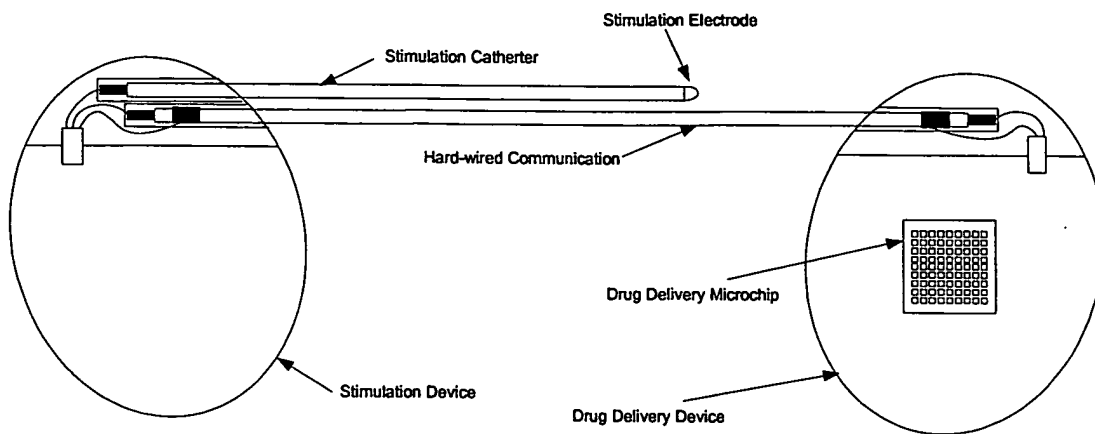 Stimulation Electrode
Stimulation Catherter
Hard-wired Communication
Drug Delivery Microchip
Stimulation Device
Drug Delivery Device